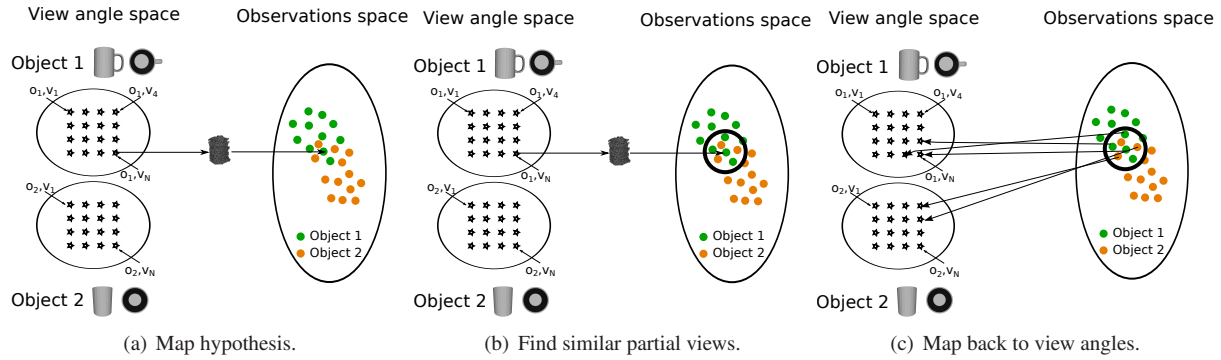 View angle space
Observations space
Object 1
o1,v1
o1,v4
o1,vN
o2,v1
Object 1
Object 2
o2,vN
Object 2
(a) Map hypothesis.
View angle space
Observations space
Object 1
o1,v1
o1,v4
o1,vN
o2,v1
Object 1
Object 2
o2,vN
Object 2
(b) Find similar partial views.
View angle space
Observations space
Object 1
o1,v1
o1,v4
o1,vN
o2,v1
Object 1
Object 2
o2,vN
Object 2
(c) Map back to view angles.